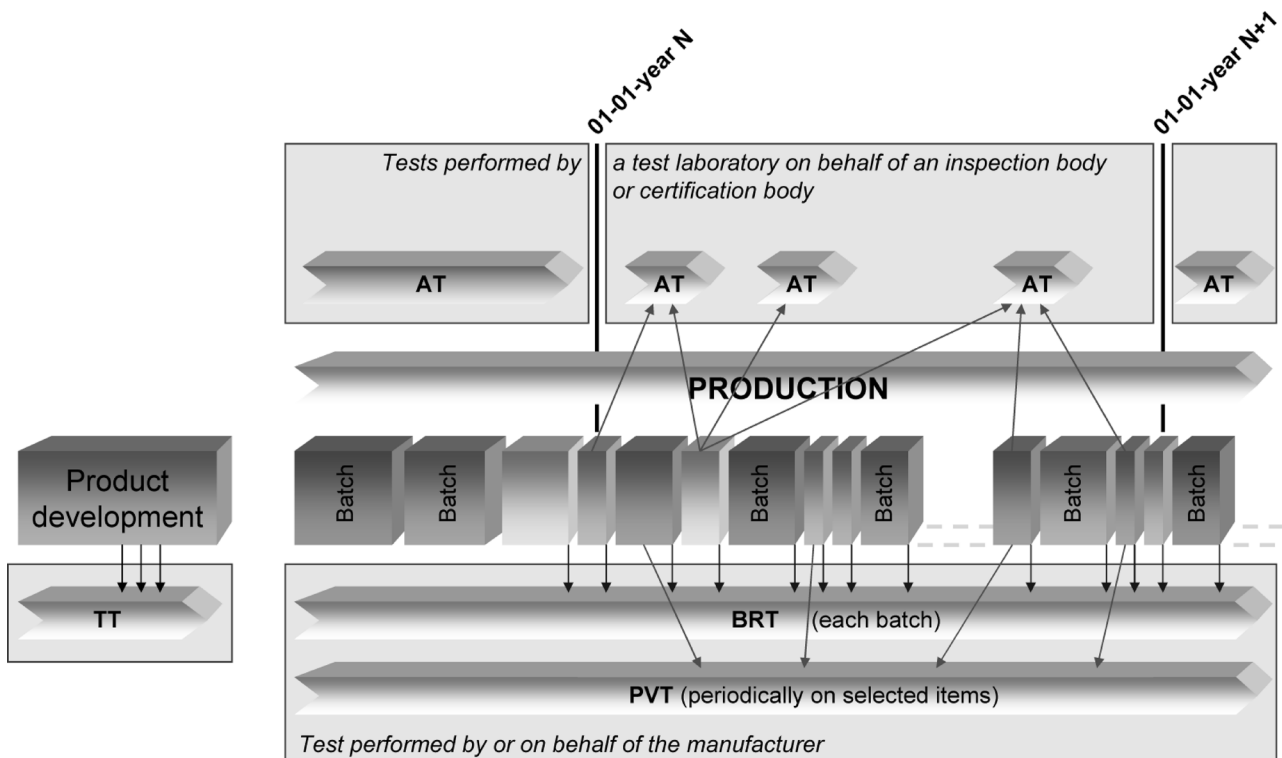 01-01-year N
01-01-year N+1
Tests performed by
a test laboratory on behalf of an inspection body
or certification body
AT
AT
AT
AT
AT
PRODUCTION
Product
development
Batch
Batch
Batch
Batch
Batch
Batch
TT
BRT (each batch)
PVT (periodically on selected items)
Test performed by or on behalf of the manufacturer